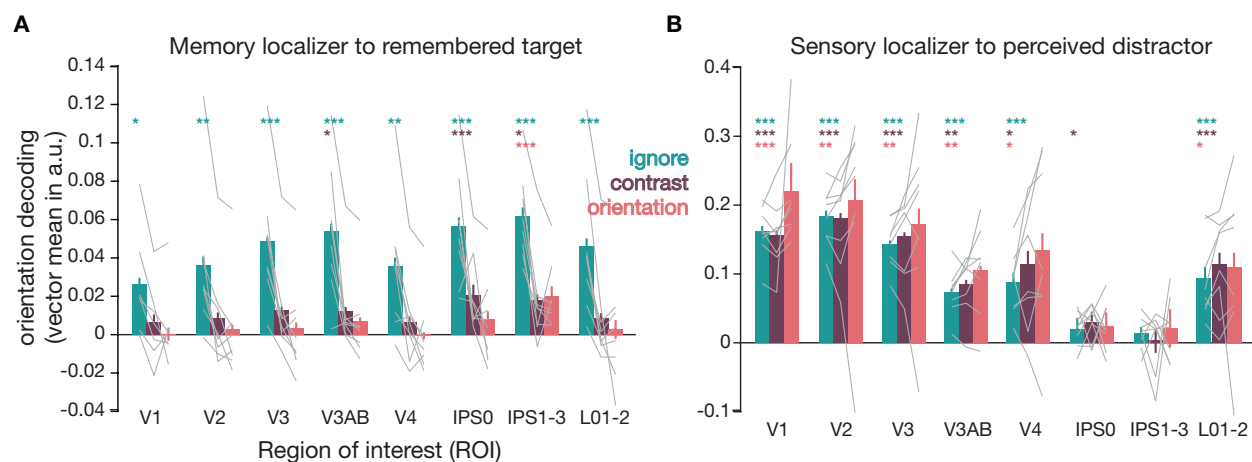 A
Memory localizer to remembered target
orientation decoding
(vector mean in a.u.)
0.14
0.12
0.1
0.08
0.06
0.04
0.02
0
-0.02
-0.04
*
**
***
***
*
**
***
***
***
*
***
***
V1
V2
V3
V3AB
V4
IPS0
IPS1-3
L01-2
Region of interest (ROI)
ignore
contrast
orientation
B
Sensory localizer to perceived distractor
0.4
0.3
0.2
0.1
0
-0.1
***
***
***
***
***
**
***
***
**
***
**
**
***
*
*
*
***
***
*
V1
V2
V3
V3AB
V4
IPS0
IPS1-3
L01-2